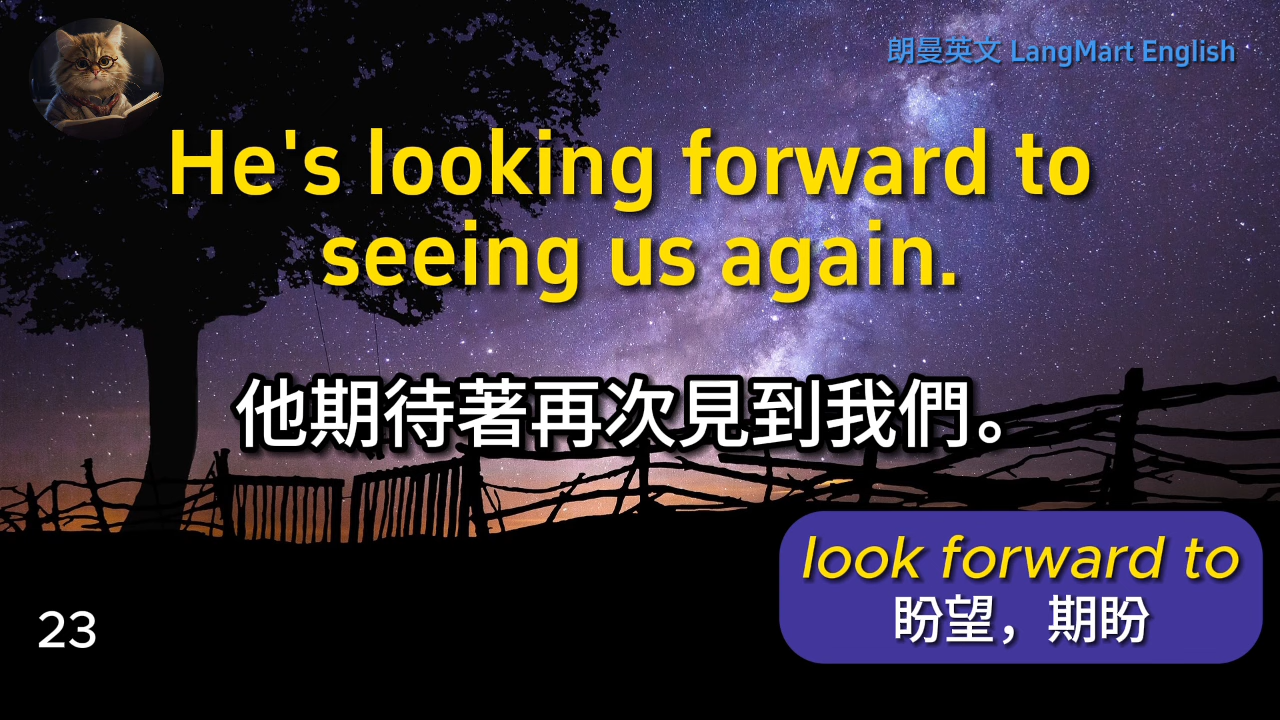 朗曼英文 LangMart English
He's looking forward to
seeing us again.
他期待著再次見到我們。
look forward to
盼望，期盼
23